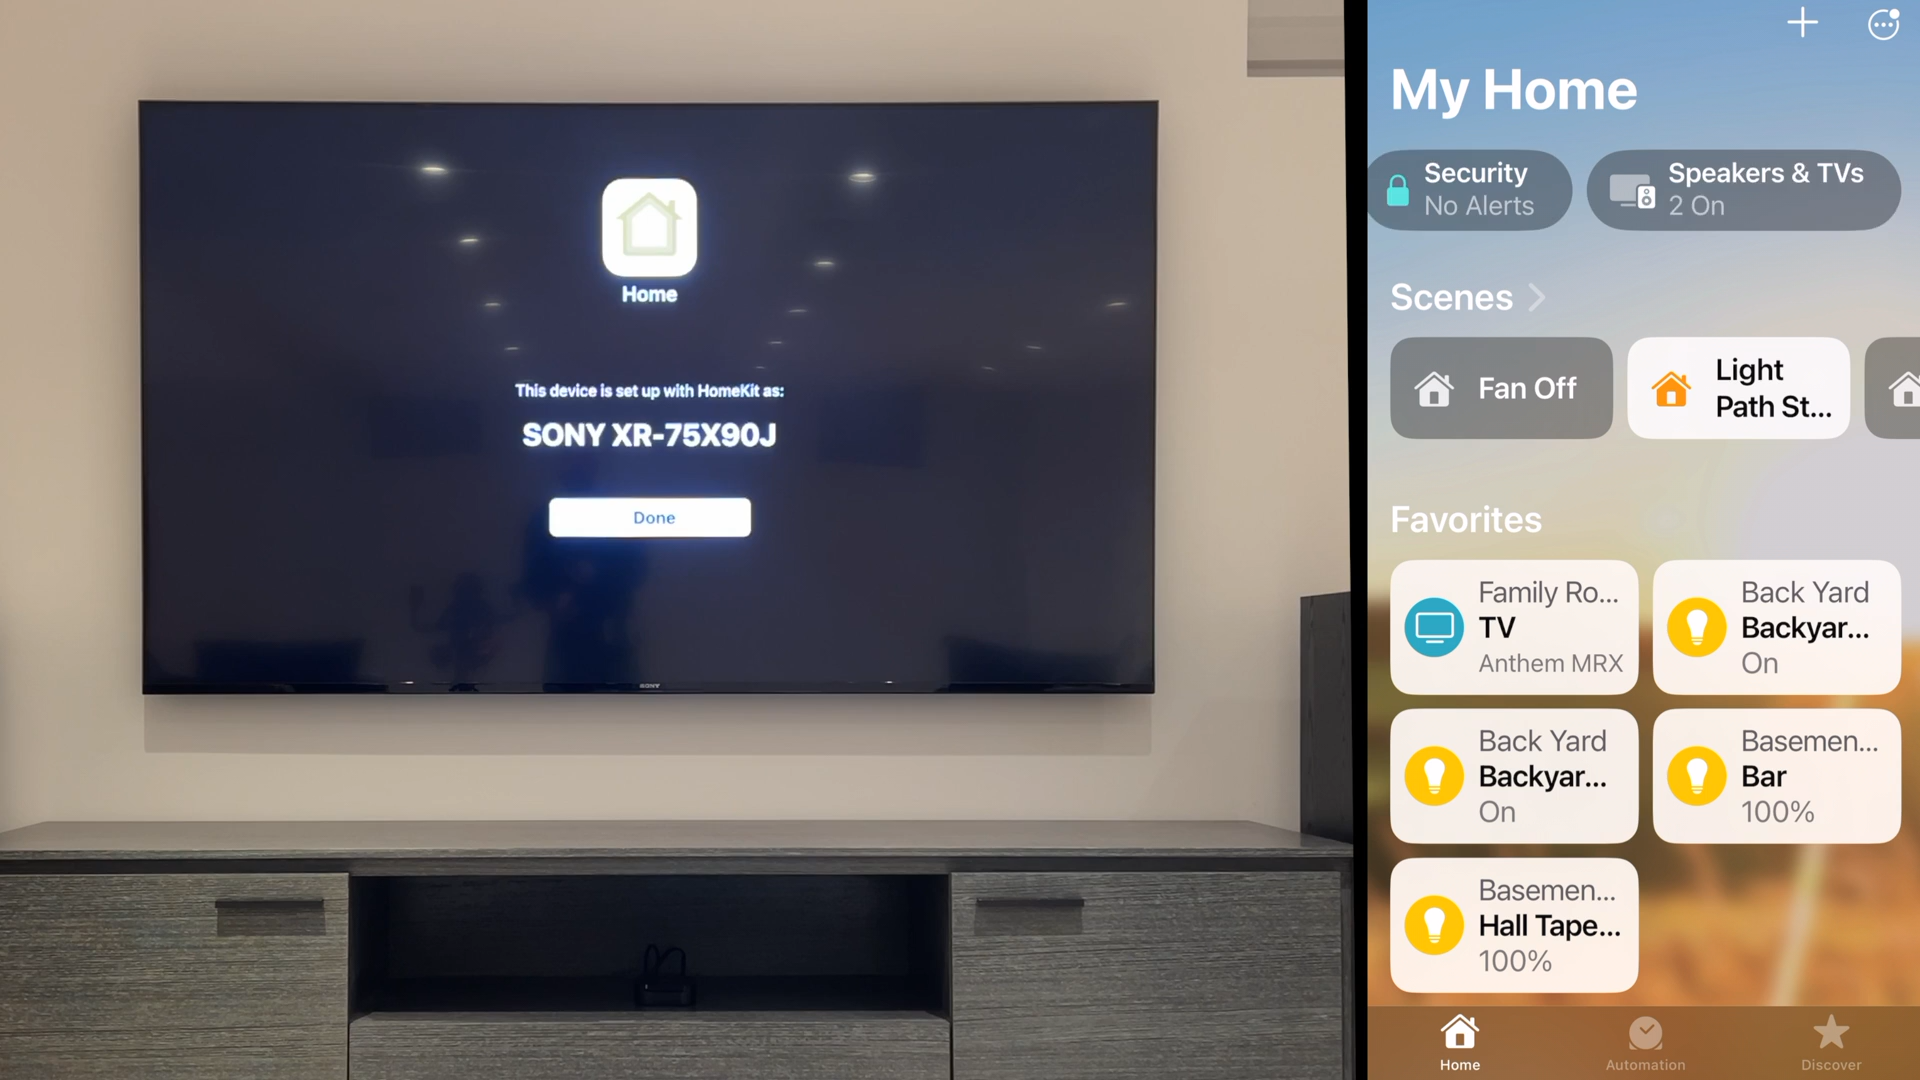 Home
This device is set up with HomeKit as:
SONY XR-75X90J
Done
SONY
My Home
Security
No Alerts
Speakers & TVs
2 On
Scenes
Fan Off
Light
Path St...
Favorites
Family Ro...
TV
Anthem MRX
Back Yard
Backyar...
On
Back Yard
Backyar...
On
Basemen...
Bar
100%
Basemen...
Hall Tape...
100%
Home
Automation
Discover